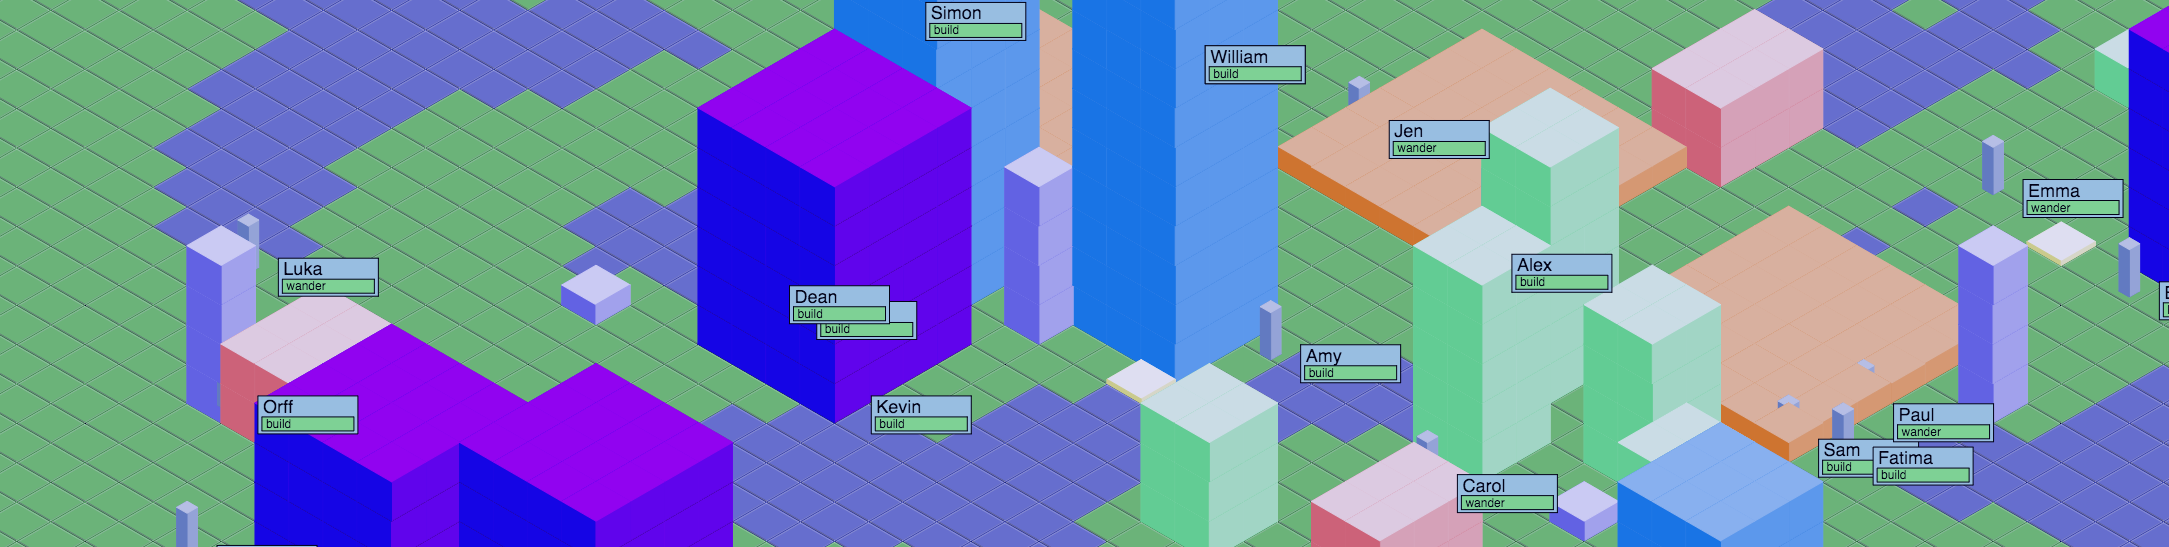 Simon
build
William
build
Jen
wander
Emma
wander
Alex
build
Luka
wander
Dean
build
build
Amy
build
Orff
build
Kevin
build
Paul
wander
Sam
build
Fatima
build
Carol
wander